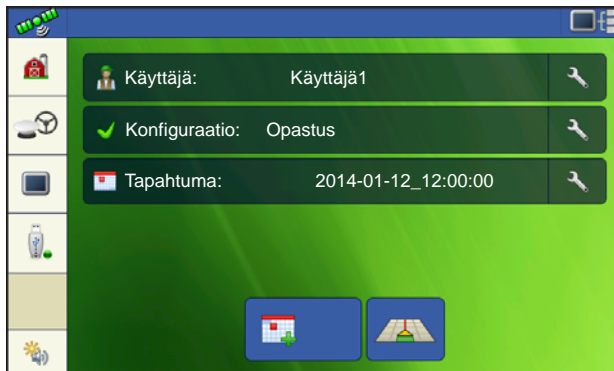 Käyttäjä: Käyttäjä1
Konfiguraatio: Opastus
Tapahtuma: 2014-01-12_12:00:00